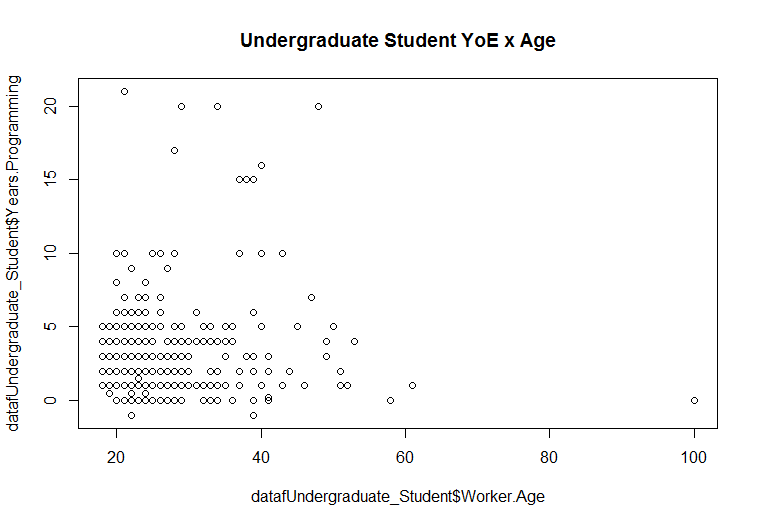 Undergraduate Student YoE x Age
datafUndergraduate_Student$Years.Programming
20
15
10
5
0
20 40 60 80 100
datafUndergraduate_Student$Worker.Age